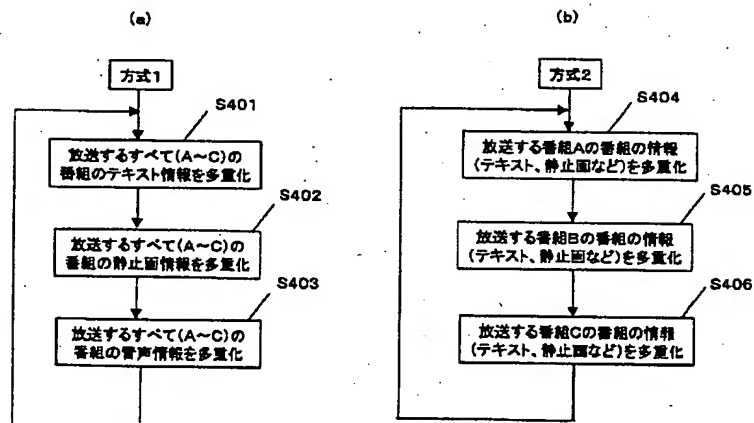 (a)
方式1
S401
放送するすべて(A～C)の
番組のテキスト情報を多重化
S402
放送するすべて(A～C)の
番組の静止画情報を多重化
S403
放送するすべて(A～C)の
番組の音声情報を多重化
(b)
方式2
S404
放送する番組Aの番組の情報
(テキスト、静止画など)を多重化
S405
放送する番組Bの番組の情報
(テキスト、静止画など)を多重化
S406
放送する番組Cの番組の情報
(テキスト、静止画など)を多重化